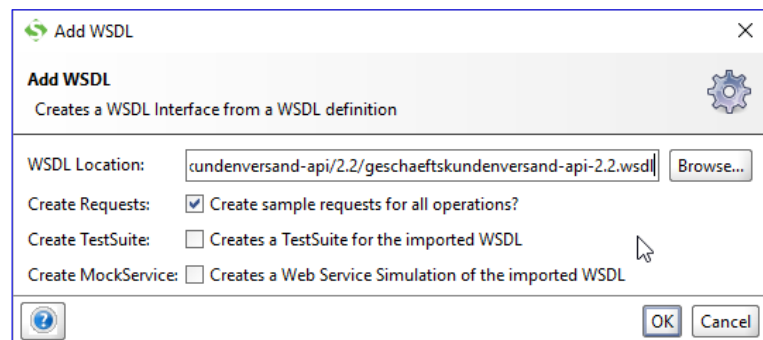 Add WSDL
Add WSDL
Creates a WSDL Interface from a WSDL definition
WSDL Location: kundenversand-api/2.2/geschaeftskundenversand-api-2.2.wsdl Browse...
Create Requests: Create sample requests for all operations?
Create TestSuite: Creates a TestSuite for the imported WSDL
Create MockService: Creates a Web Service Simulation of the imported WSDL
OK Cancel